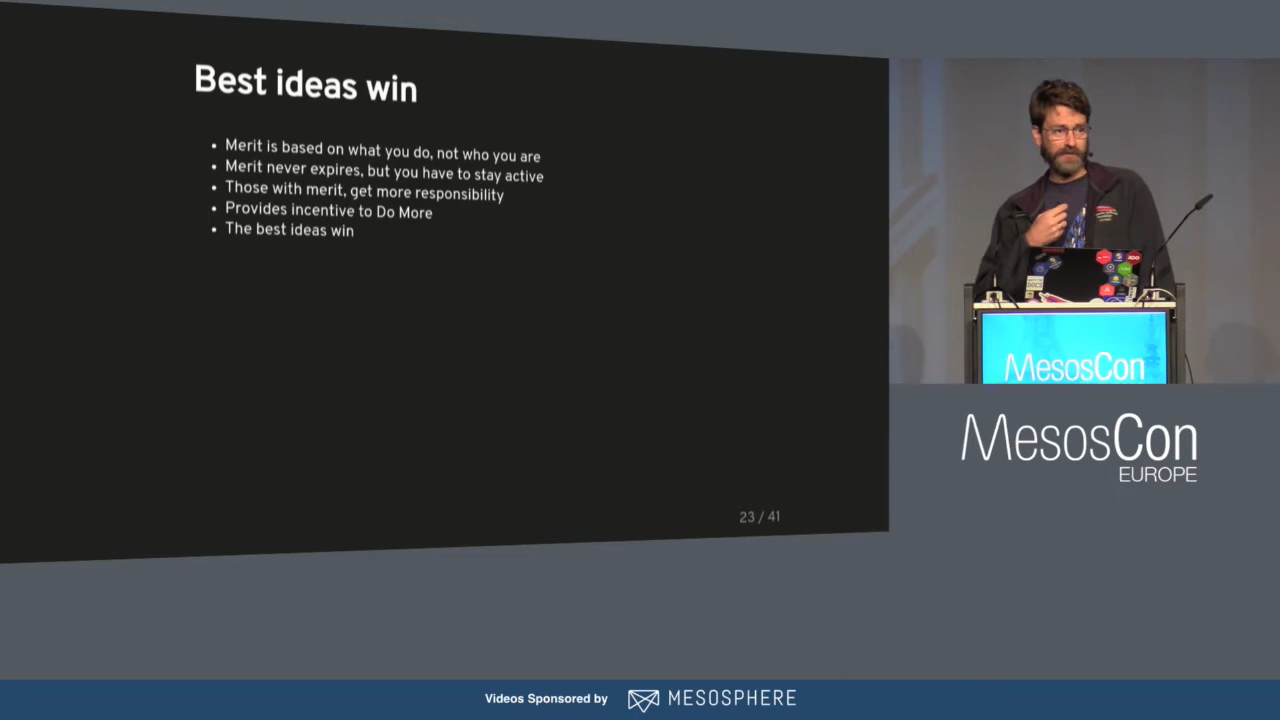 Best ideas win
Merit is based on what you do, not who you are
Merit never expires, but you have to stay active
Those with merit, get more responsibility
Provides incentive to Do More
The best ideas win
23 / 41
MesosCon
MesosCon
EUROPE
Videos Sponsored by MESOSPHERE